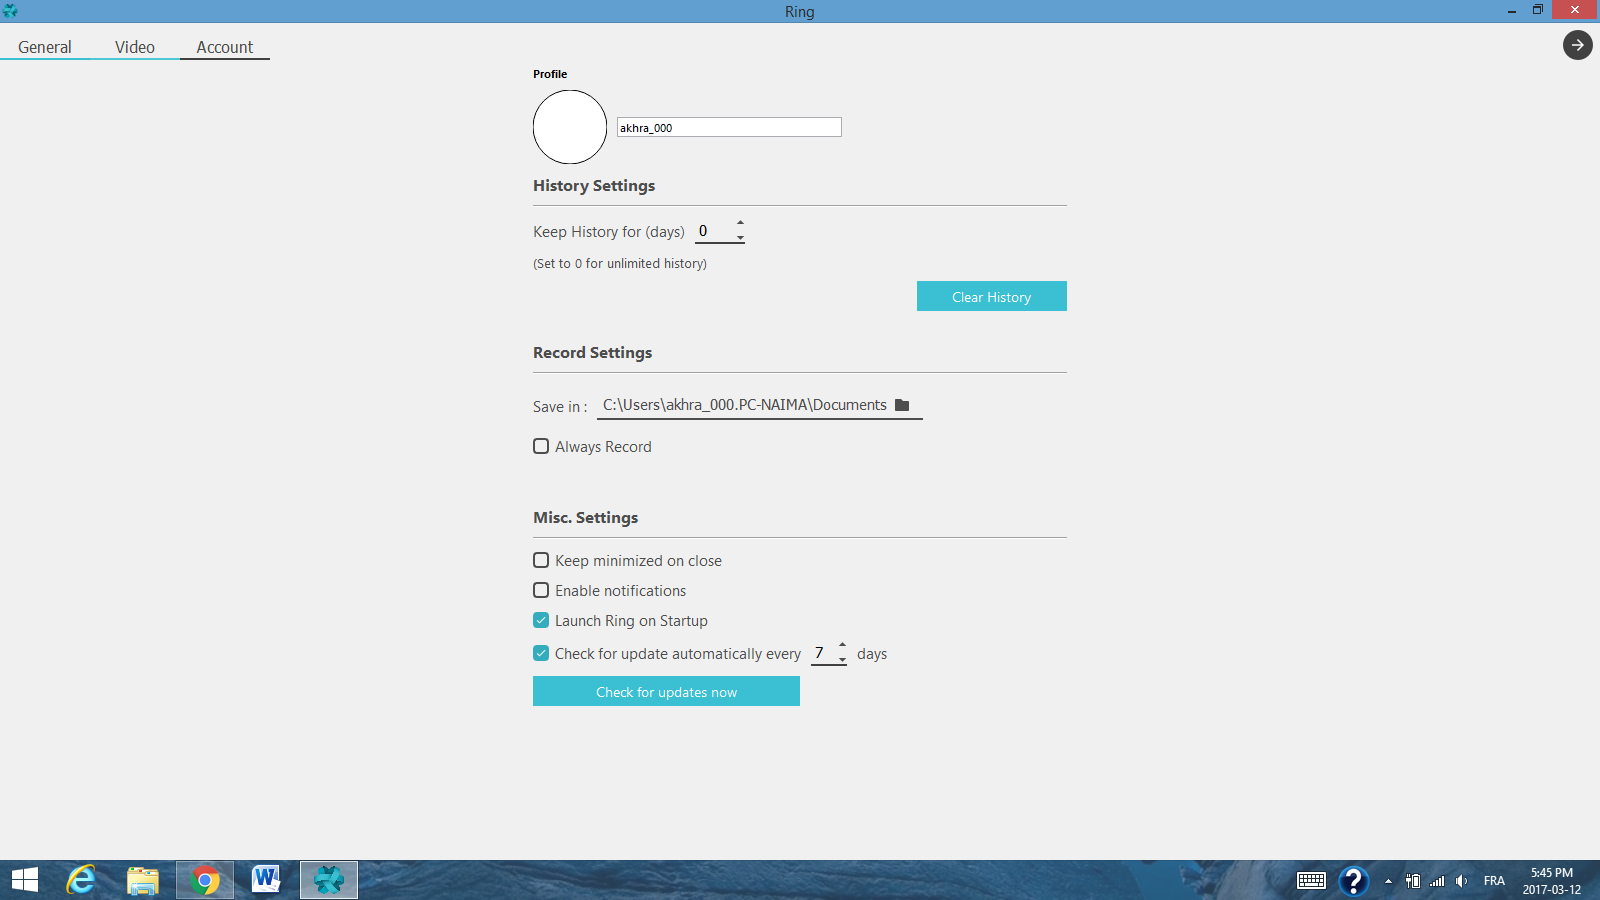 Ring
General Video Account
Profile
akhra_000
History Settings
Keep History for (days) 0
(Set to 0 for unlimited history)
Clear History
Record Settings
Save in : C:\Users\akhra_000.PC-NAIMA\Documents
Always Record
Misc. Settings
Keep minimized on close
Enable notifications
Launch Ring on Startup
Check for update automatically every 7 days
Check for updates now
FRA
5:45 PM
2017-03-12